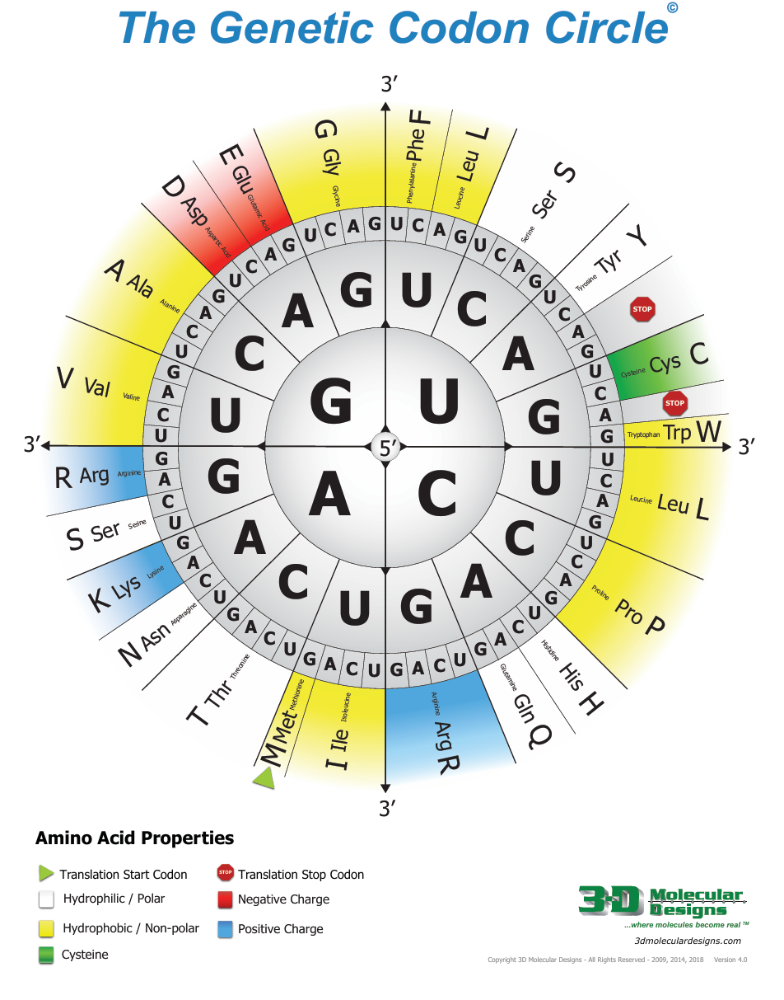 The Genetic Codon Circle©
3′
G Gly Glycine
Phenylalanine Phe F
Leucine Leu L
Serine Ser S
Tyrosine Tyr Y
STOP
Cysteine Cys C
STOP
Tryptophan Trp W
3′
Leucine Leu L
Proline Pro P
Histidine His H
Glutamine Gln Q
Arginine Arg R
3′
I Ile Isoleucine
M Met Methionine
T Thr Threonine
N Asn Asparagine
K Lys Lysine
S Ser Serine
R Arg Arginine
3′
V Val Valine
A Ala Alanine
D Asp Aspartic Acid
E Glu Glutamic Acid
U C A G U C A G U C A G U C A G
U C A G U C A G U C A G U C A G
G A C U G A C U G A C U G A C U
G A C U G A C U G A C U G A C U
U C A G
U C A G
G A C U
G A C U
G U
5′
A C
Amino Acid Properties
Translation Start Codon
STOP Translation Stop Codon
Hydrophilic / Polar
Negative Charge
Hydrophobic / Non-polar
Positive Charge
Cysteine
3-D Molecular
Designs
...where molecules become real ™
3dmoleculardesigns.com
Copyright 3D Molecular Designs - All Rights Reserved - 2009, 2014, 2018 Version 4.0